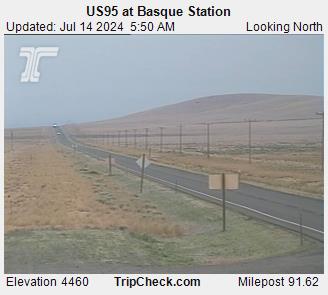 US95 at Basque Station
Updated: Jul 14 2024 5:50 AM Looking North
Elevation 4460 TripCheck.com Milepost 91.62